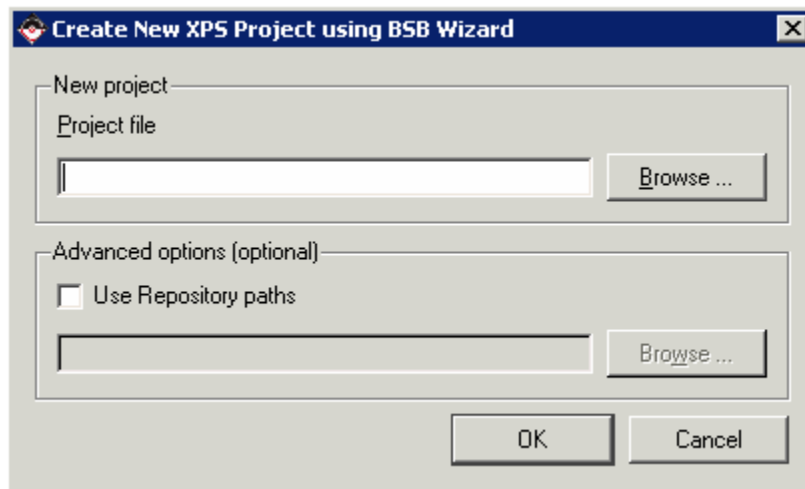 Create New XPS Project using BSB Wizard
New project
Project file
Browse ...
Advanced options (optional)
Use Repository paths
Browse ...
OK Cancel